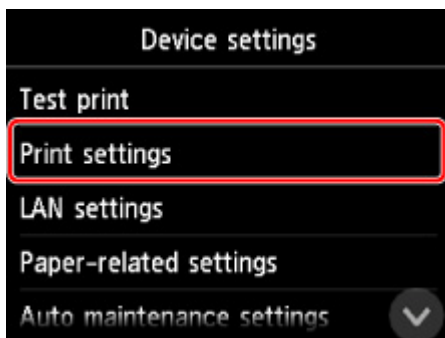 Device settings
Test print
Print settings
LAN settings
Paper-related settings
Auto maintenance settings